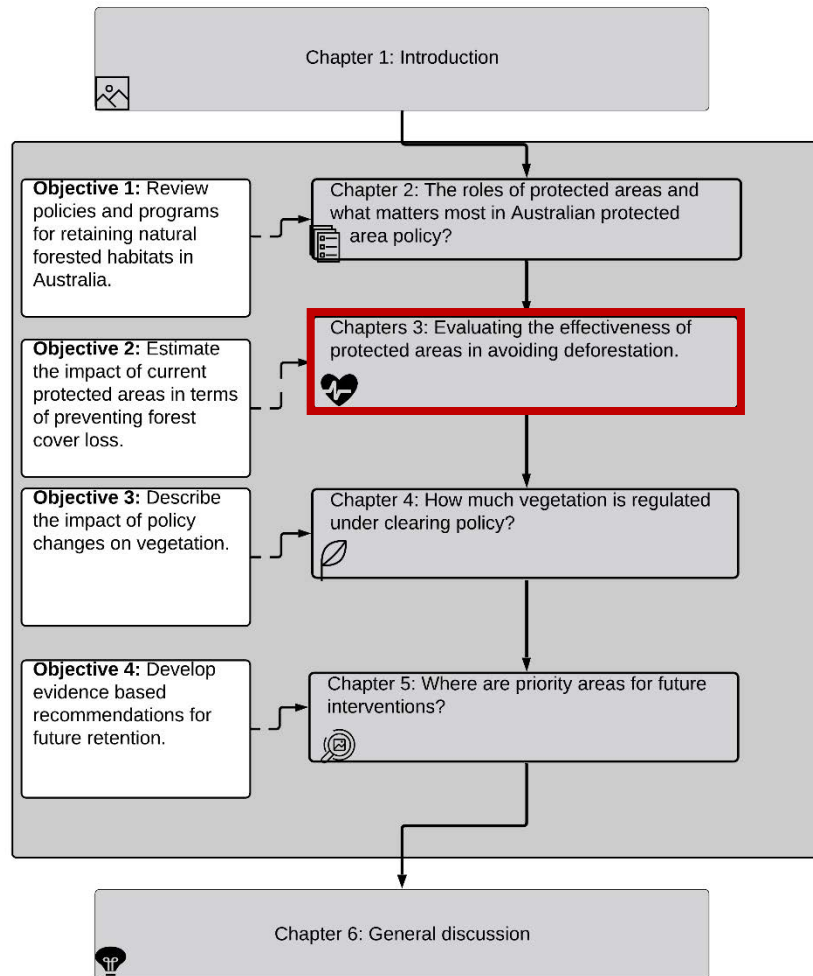 Chapter 1: Introduction
Objective 1: Review
policies and programs
for retaining natural
forested habitats in
Australia.
Chapter 2: The roles of protected areas and
what matters most in Australian protected
area policy?
Objective 2: Estimate
the impact of current
protected areas in terms
of preventing forest
cover loss.
Chapters 3: Evaluating the effectiveness of
protected areas in avoiding deforestation.
Objective 3: Describe
the impact of policy
changes on vegetation.
Chapter 4: How much vegetation is regulated
under clearing policy?
Objective 4: Develop
evidence based
recommendations for
future retention.
Chapter 5: Where are priority areas for future
interventions?
Chapter 6: General discussion